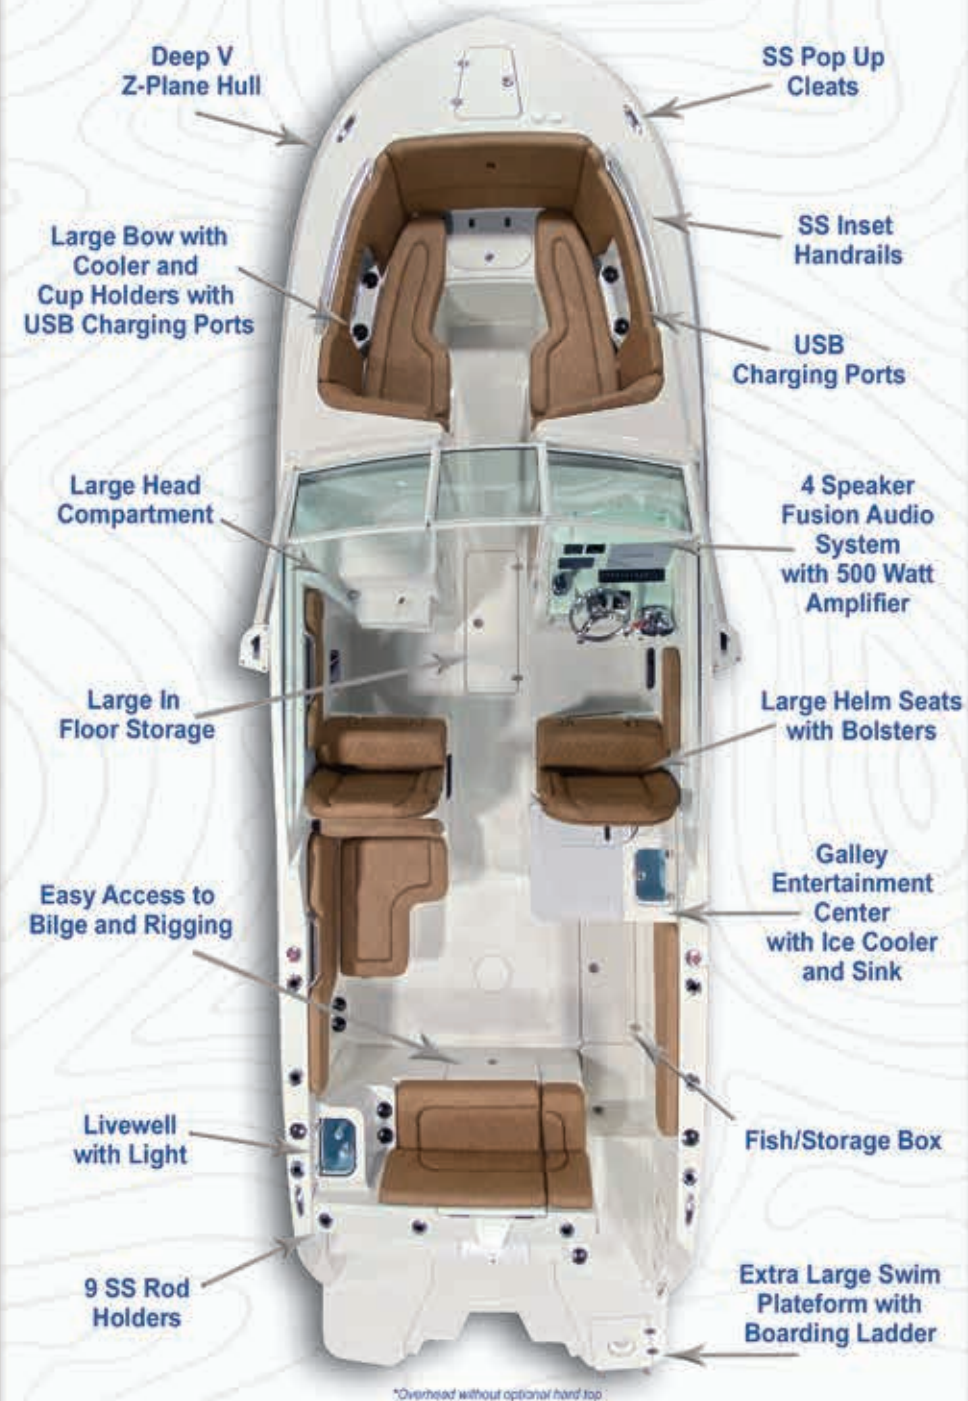 Deep V
Z-Plane Hull
SS Pop Up
Cleats
Large Bow with
Cooler and
Cup Holders with
USB Charging Ports
SS Inset
Handrails
USB
Charging Ports
Large Head
Compartment
4 Speaker
Fusion Audio
System
with 500 Watt
Amplifier
Large In
Floor Storage
Large Helm Seats
with Bolsters
Easy Access to
Bilge and Rigging
Galley
Entertainment
Center
with Ice Cooler
and Sink
Livewell
with Light
Fish/Storage Box
9 SS Rod
Holders
Extra Large Swim
Plateform with
Boarding Ladder
*Overhead without optional hard top